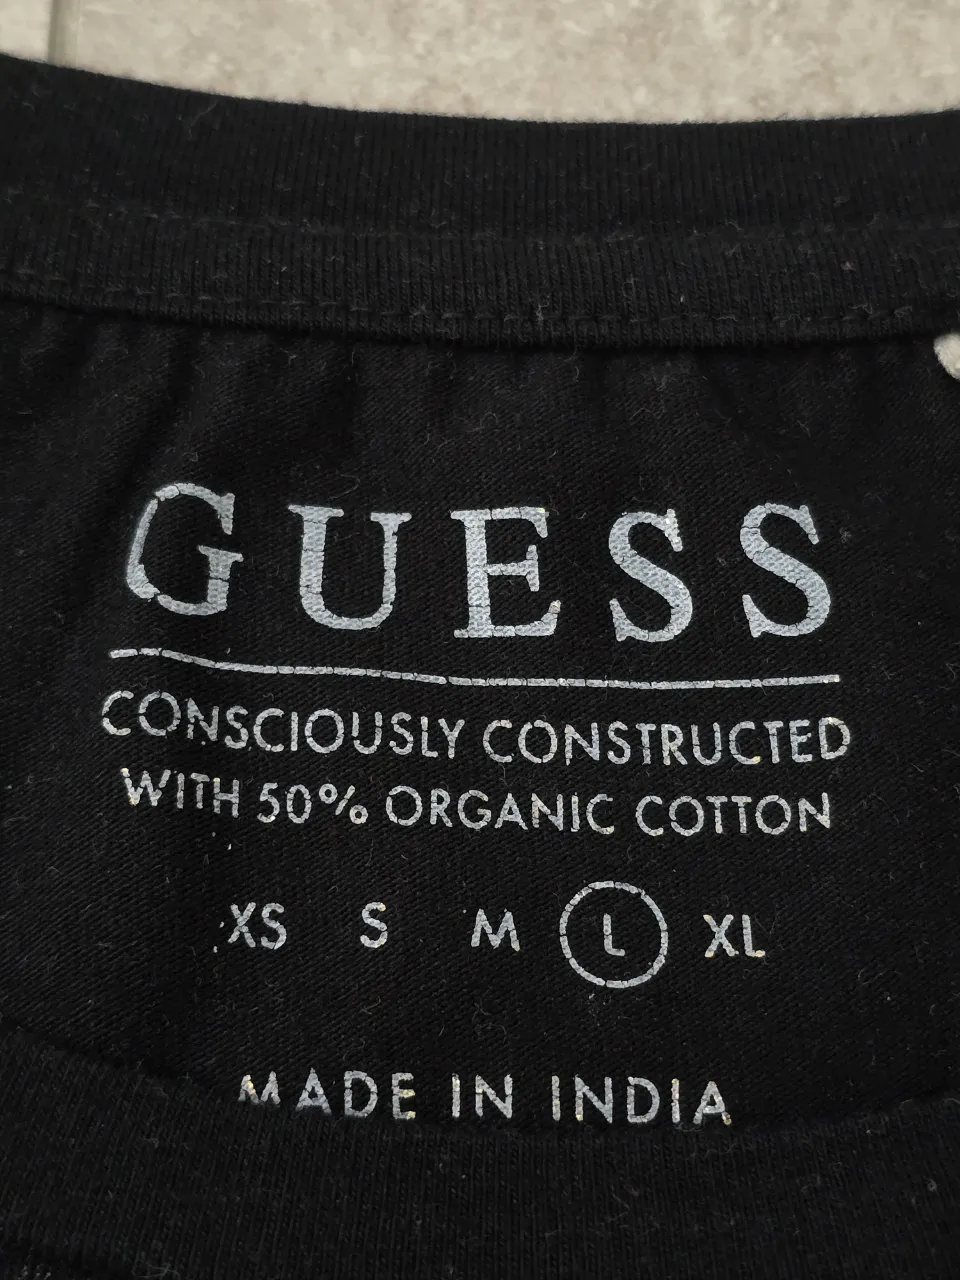 GUESS
CONSCIOUSLY CONSTRUCTED
WITH 50% ORGANIC COTTON
XS S M L XL
MADE IN INDIA